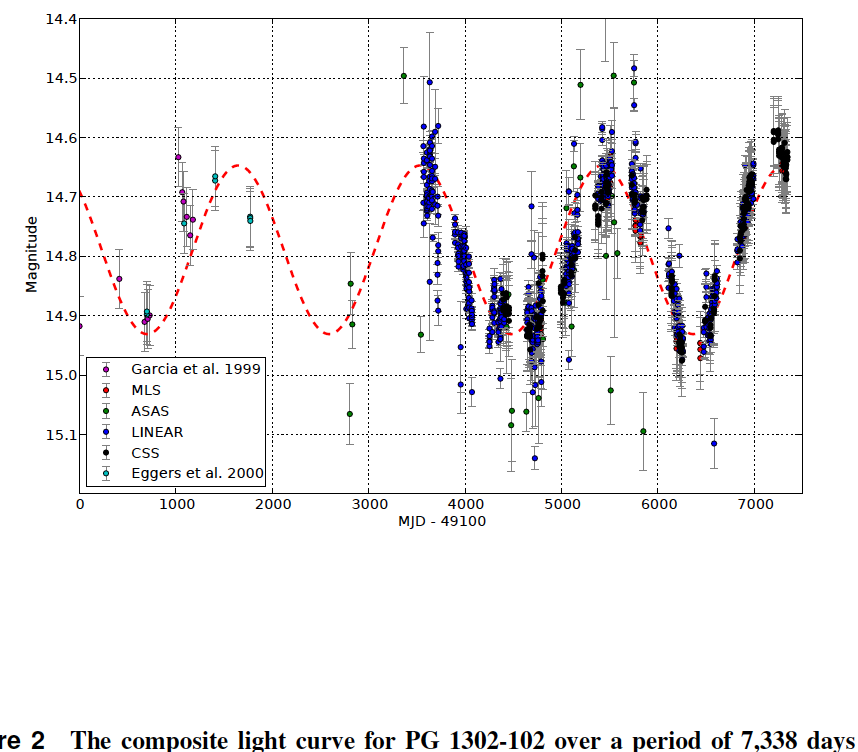 14.4
14.5
14.6
14.7
14.8
14.9
15.0
15.1
Magnitude
Garcia et al. 1999
MLS
ASAS
LINEAR
CSS
Eggers et al. 2000
0 1000 2000 3000 4000 5000 6000 7000
MJD - 49100
re 2 The composite light curve for PG 1302-102 over a period of 7,338 days